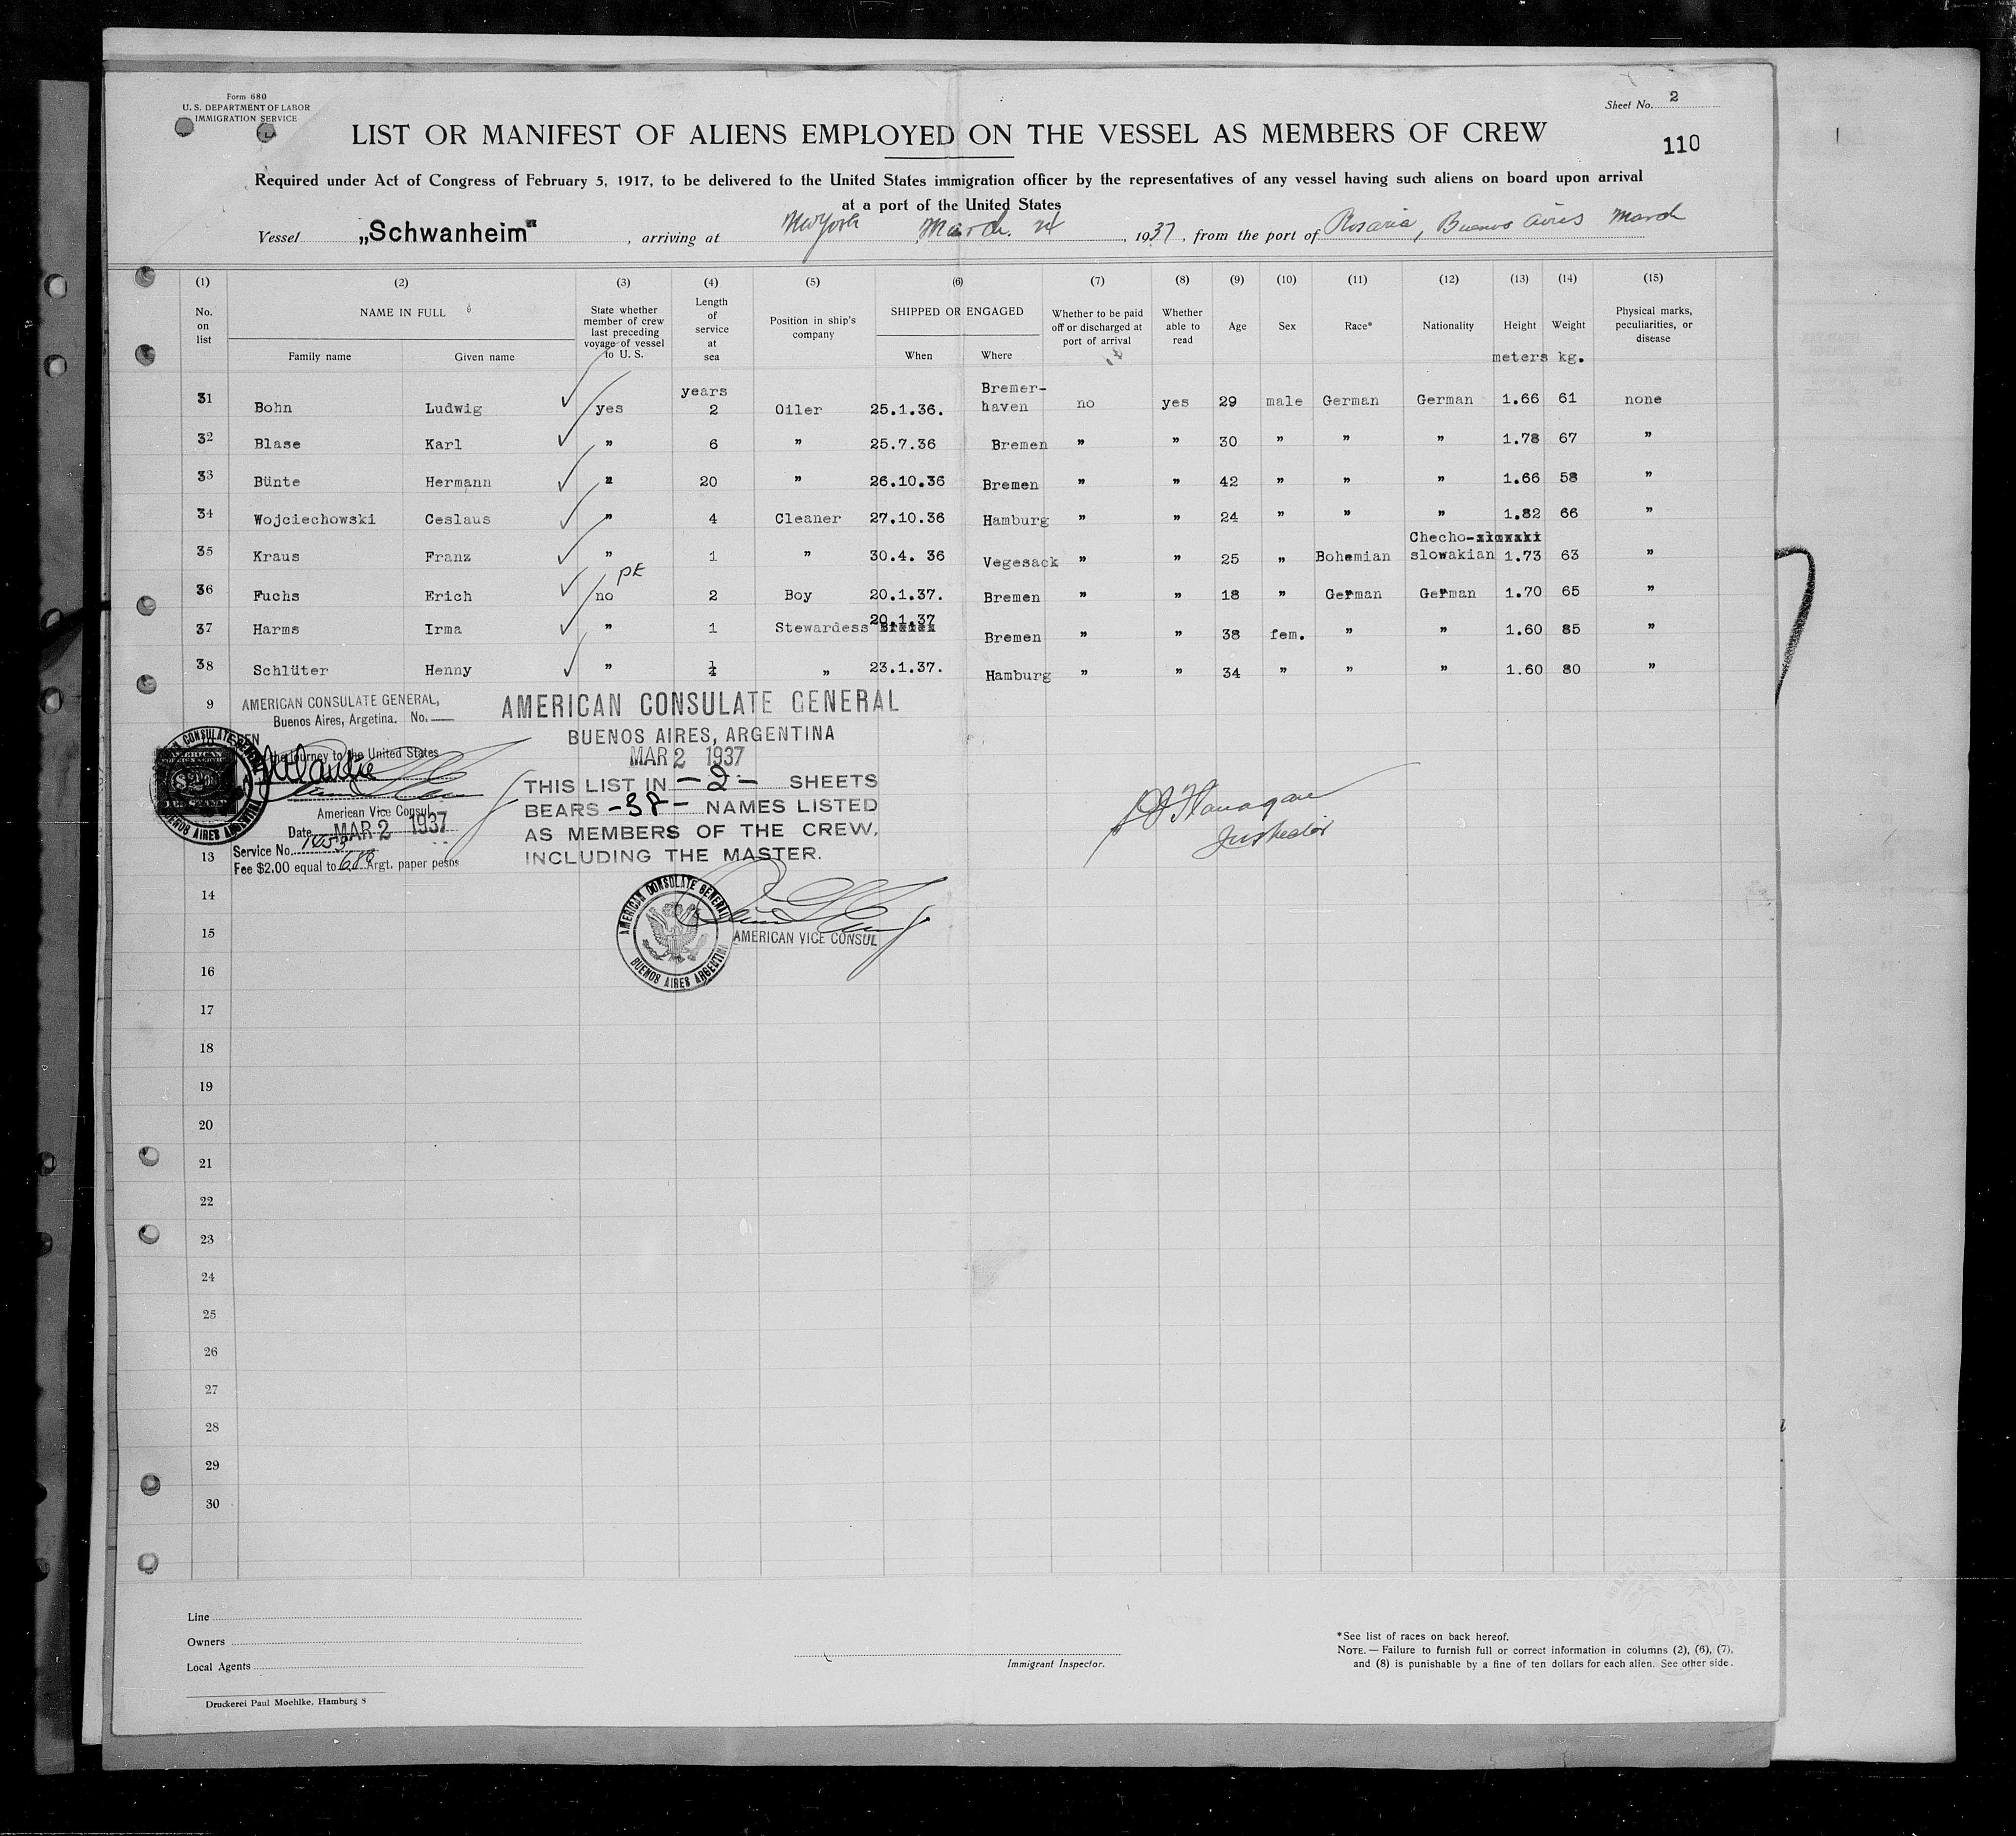 Form 680
U. S. DEPARTMENT OF LABOR
IMMIGRATION SERVICE
Sheet No. 2
110
LIST OR MANIFEST OF ALIENS EMPLOYED ON THE VESSEL AS MEMBERS OF CREW
Required under Act of Congress of February 5, 1917, to be delivered to the United States immigration officer by the representatives of any vessel having such aliens on board upon arrival
at a port of the United States
Vessel „Schwanheim“, arriving at New York March. 24, 1937, from the port of Rosario, Buenos Aires March
(1) (2) (3) (4) (5) (6) (7) (8) (9) (10) (11) (12) (13) (14) (15)
No. on list
NAME IN FULL
Family name Given name
State whether member of crew last preceding voyage of vessel to U. S.
Length of service at sea
Position in ship's company
SHIPPED OR ENGAGED
When Where
Whether to be paid off or discharged at port of arrival
Whether able to read
Age Sex Race* Nationality Height Weight
Physical marks, peculiarities, or disease
meters kg.
31 Bohn Ludwig yes years 2 Oiler 25.1.36. Bremer-haven no yes 29 male German German 1.66 61 none
32 Blase Karl " 6 " 25.7.36 Bremen " " 30 " " " 1.78 67 "
33 Bünte Hermann " 20 " 26.10.36 Bremen " " 42 " " " 1.66 58 "
34 Wojciechowski Ceslaus " 4 Cleaner 27.10.36 Hamburg " " 24 " " " 1.82 66 "
35 Kraus Franz " 1 " 30.4. 36 Vegesack " " 25 " Bohemian Checho-slowakian 1.73 63 "
PE
36 Fuchs Erich no 2 Boy 20.1.37. Bremen " " 18 " German German 1.70 65 "
37 Harms Irma " 1 Stewardess 20.1.37 Bremen " " 38 fem. " " 1.60 85 "
38 Schlüter Henny " ¼ " 23.1.37. Hamburg " " 34 " " " 1.60 80 "
9
AMERICAN CONSULATE GENERAL,
Buenos Aires, Argetina. No.
SEEN
the journey to the United States
American Vice Consul
Date MAR 2 1937
Service No. 1053
Fee $2.00 equal to 6.80 Argt. paper pesos
AMERICAN CONSULATE GENERAL
BUENOS AIRES, ARGENTINA
MAR 2 1937
THIS LIST IN -2- SHEETS
BEARS -38- NAMES LISTED
AS MEMBERS OF THE CREW,
INCLUDING THE MASTER.
AMERICAN CONSULATE GENERAL
BUENOS AIRES ARGENTINA
AMERICAN VICE CONSUL
Flanagan
Inspector
13
14
15
16
17
18
19
20
21
22
23
24
25
26
27
28
29
30
Line
Owners
Local Agents
Druckerei Paul Moehlke, Hamburg 8
Immigrant Inspector.
*See list of races on back hereof.
NOTE.—Failure to furnish full or correct information in columns (2), (6), (7),
and (8) is punishable by a fine of ten dollars for each alien. See other side.